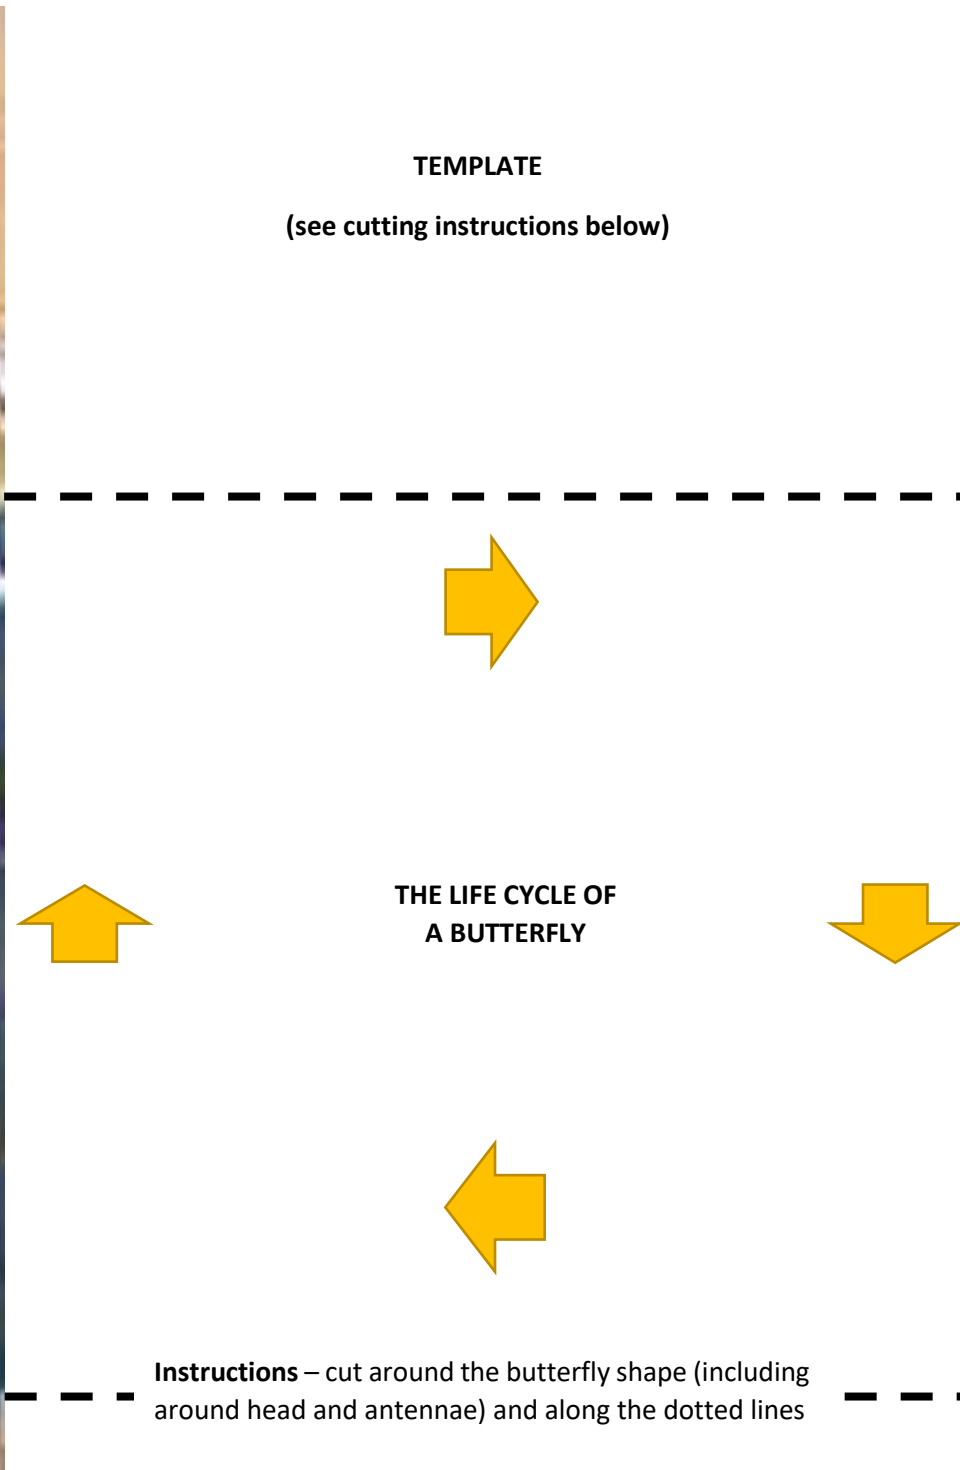 TEMPLATE
(see cutting instructions below)
THE LIFE CYCLE OF
A BUTTERFLY
Instructions – cut around the butterfly shape (including
around head and antennae) and along the dotted lines